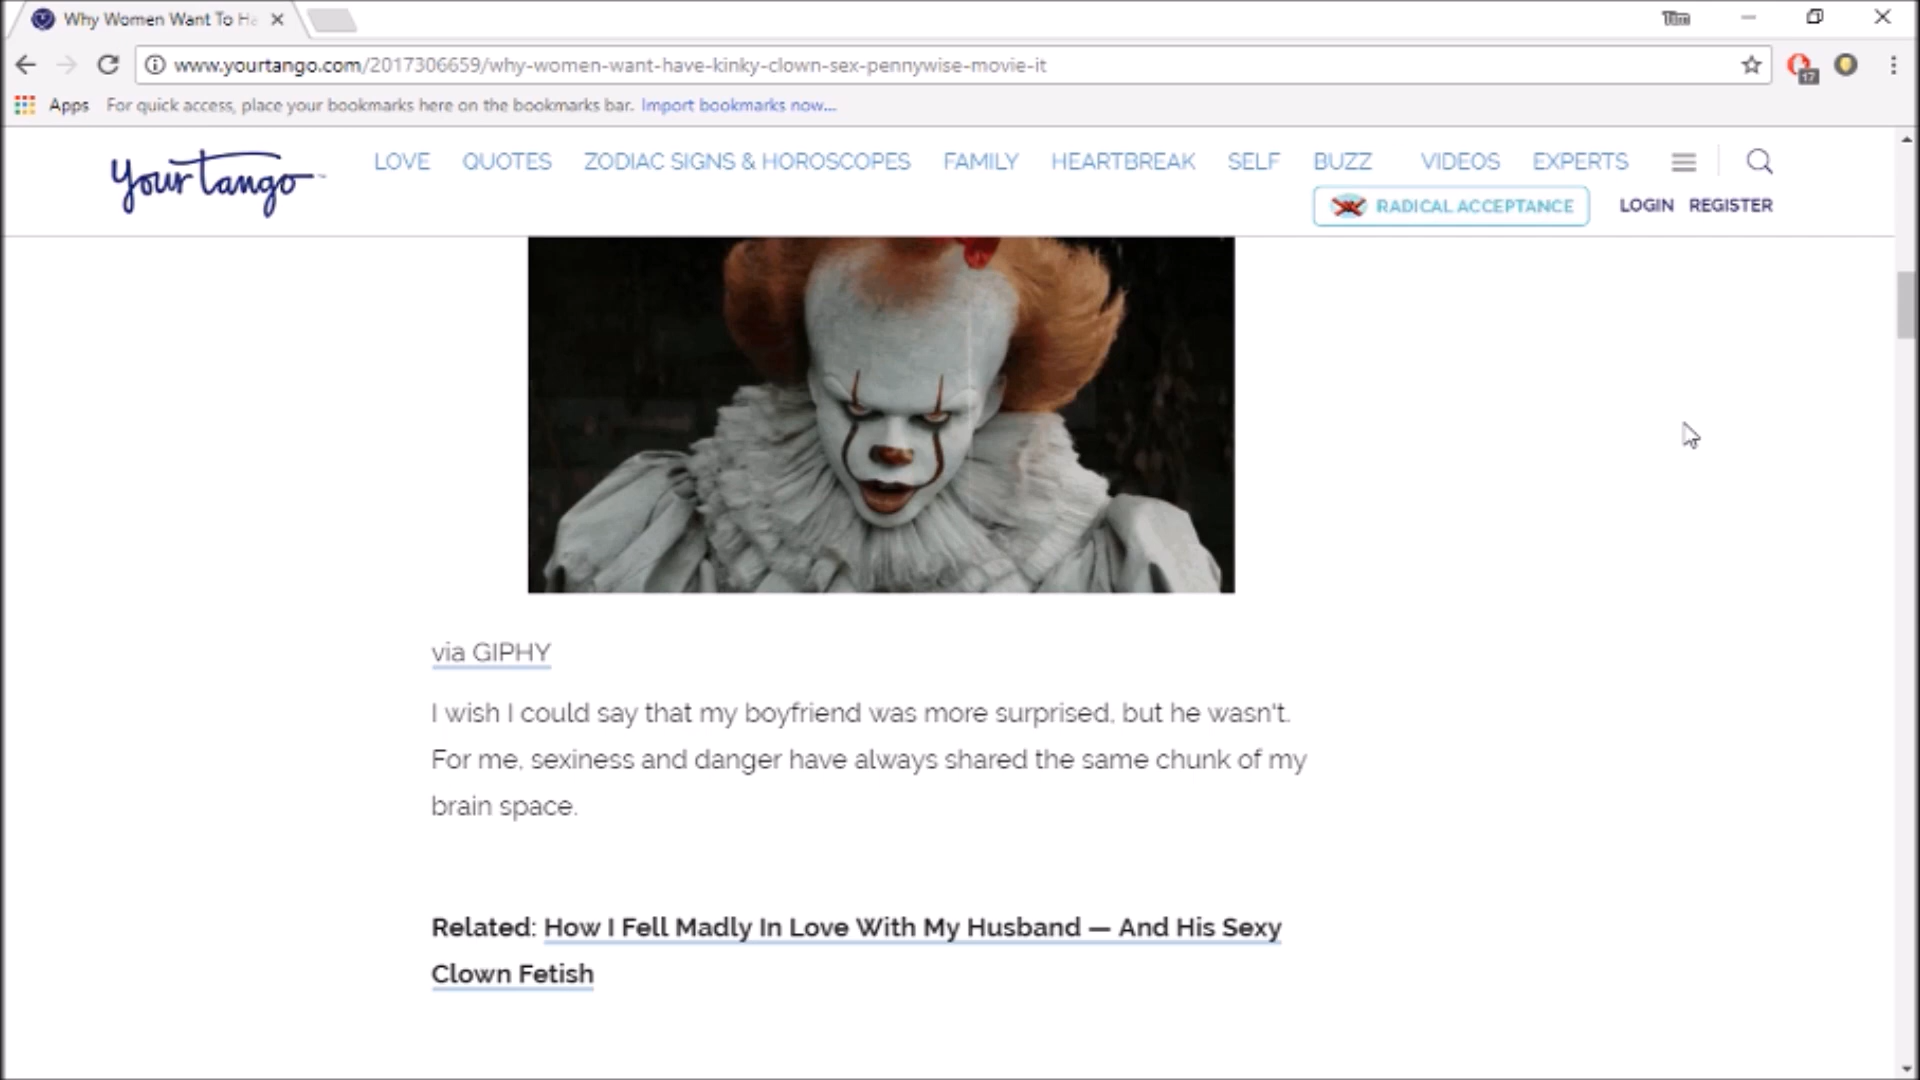 Why Women Want To Ha
Tim
www.yourtango.com/2017306659/why-women-want-have-kinky-clown-sex-pennywise-movie-it
17
Apps For quick access, place your bookmarks here on the bookmarks bar. Import bookmarks now...
YourTango
LOVE QUOTES ZODIAC SIGNS & HOROSCOPES FAMILY HEARTBREAK SELF BUZZ VIDEOS EXPERTS
RADICAL ACCEPTANCE LOGIN REGISTER
via GIPHY
I wish I could say that my boyfriend was more surprised, but he wasn't.
For me, sexiness and danger have always shared the same chunk of my
brain space.
Related: How I Fell Madly In Love With My Husband — And His Sexy
Clown Fetish